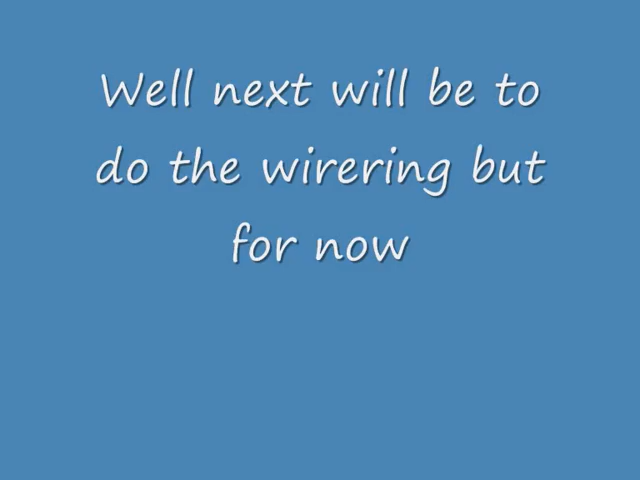 Well next will be to
do the wirering but
for now